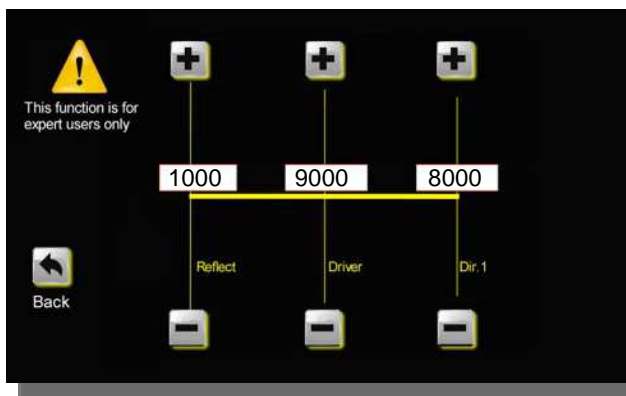 This function is for
expert users only
1000 9000 8000
Reflect Driver Dir.1
Back